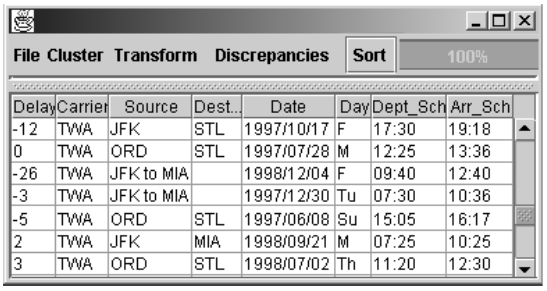 File Cluster Transform Discrepancies Sort 100%
Delay Carrier Source Dest... Date Day Dept_Sch Arr_Sch
-12 TWA JFK STL 1997/10/17 F 17:30 19:18
0 TWA ORD STL 1997/07/28 M 12:25 13:36
-26 TWA JFK to MIA 1998/12/04 F 09:40 12:40
-3 TWA JFK to MIA 1997/12/30 Tu 07:30 10:36
-5 TWA ORD STL 1997/06/08 Su 15:05 16:17
2 TWA JFK MIA 1998/09/21 M 07:25 10:25
3 TWA ORD STL 1998/07/02 Th 11:20 12:30